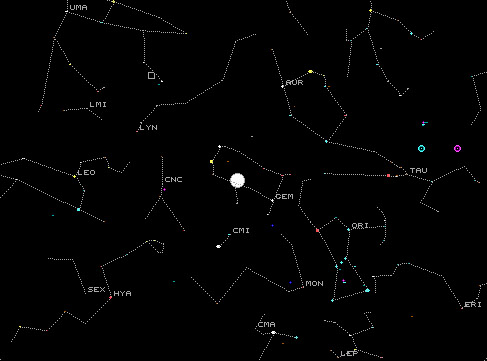 UMA
AUR
LMI
LYN
LEO
TAU
CNC
GEM
ORI
CMI
MON
SEX
HYA
ERI
CMA
LEP